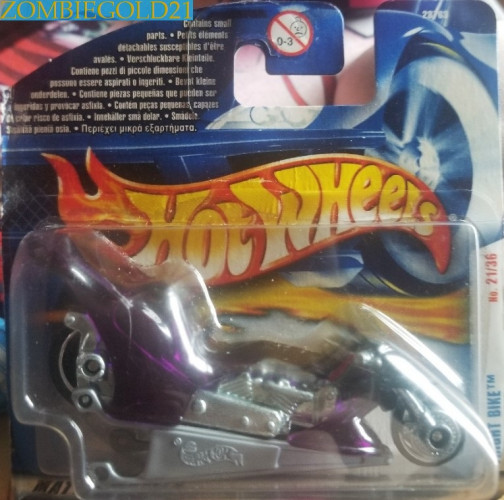 ZOMBIEGOLD21
Contains small
parts. • Petits éléments
détachables susceptibles d'être
avalés. • Verschluckbare Kleinteile.
Contiene pezzi di piccole dimensioni che
possono essere aspirati o ingeriti. • Bevat kleine
onderdelen. • Contiene piezas pequeñas que pueden ser
ingeridas y provocar asfixia. • Contém peças pequenas, capazes
de criar risco de asfixia. • Innehåller små delar. • Smådele.
pieniä osia. • Περιέχει μικρά εξαρτήματα.
0-3
HOT WHEELS
No. 21/36
BIKE™